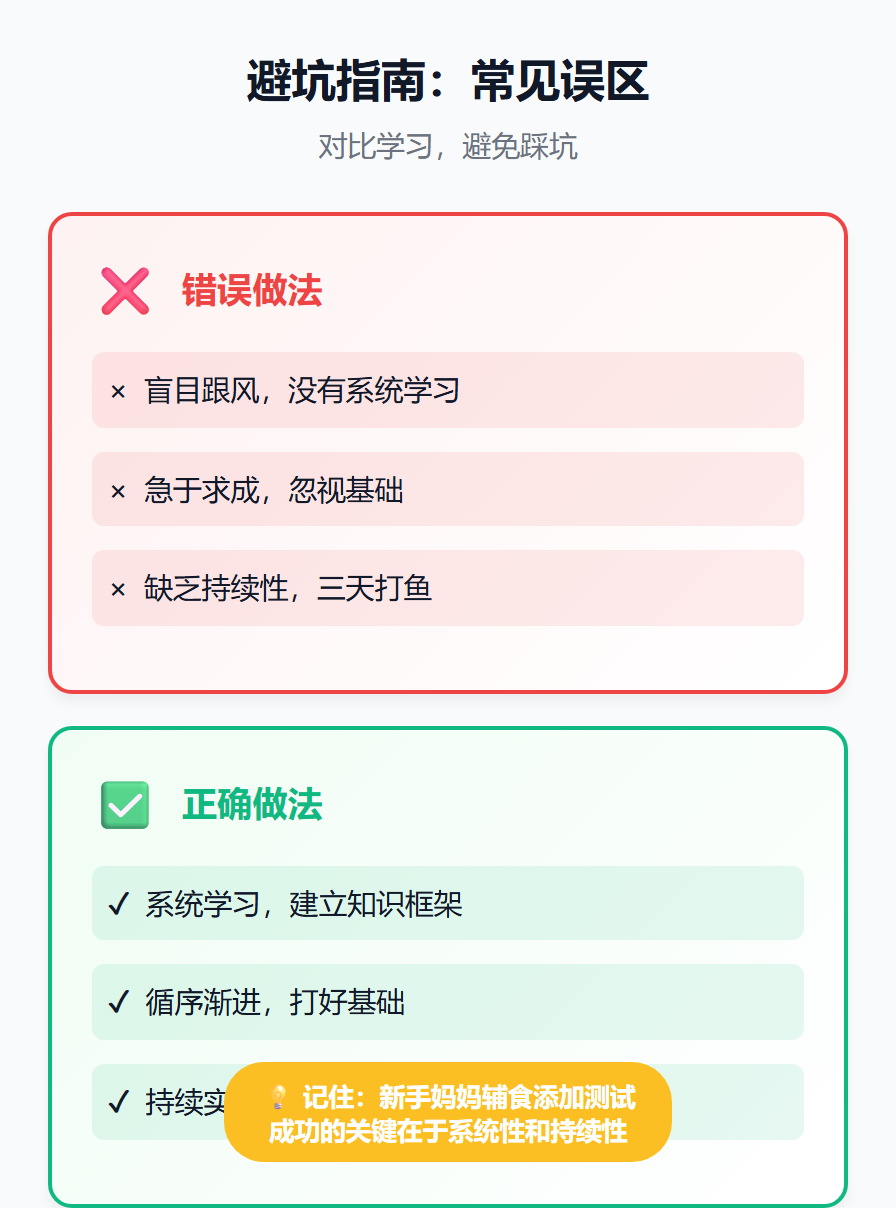 避坑指南：常见误区
对比学习，避免踩坑
❌ 错误做法
× 盲目跟风，没有系统学习
× 急于求成，忽视基础
× 缺乏持续性，三天打鱼
✅ 正确做法
✓ 系统学习，建立知识框架
✓ 循序渐进，打好基础
✓ 持续实
💡 记住：新手妈妈辅食添加测试
成功的关键在于系统性和持续性